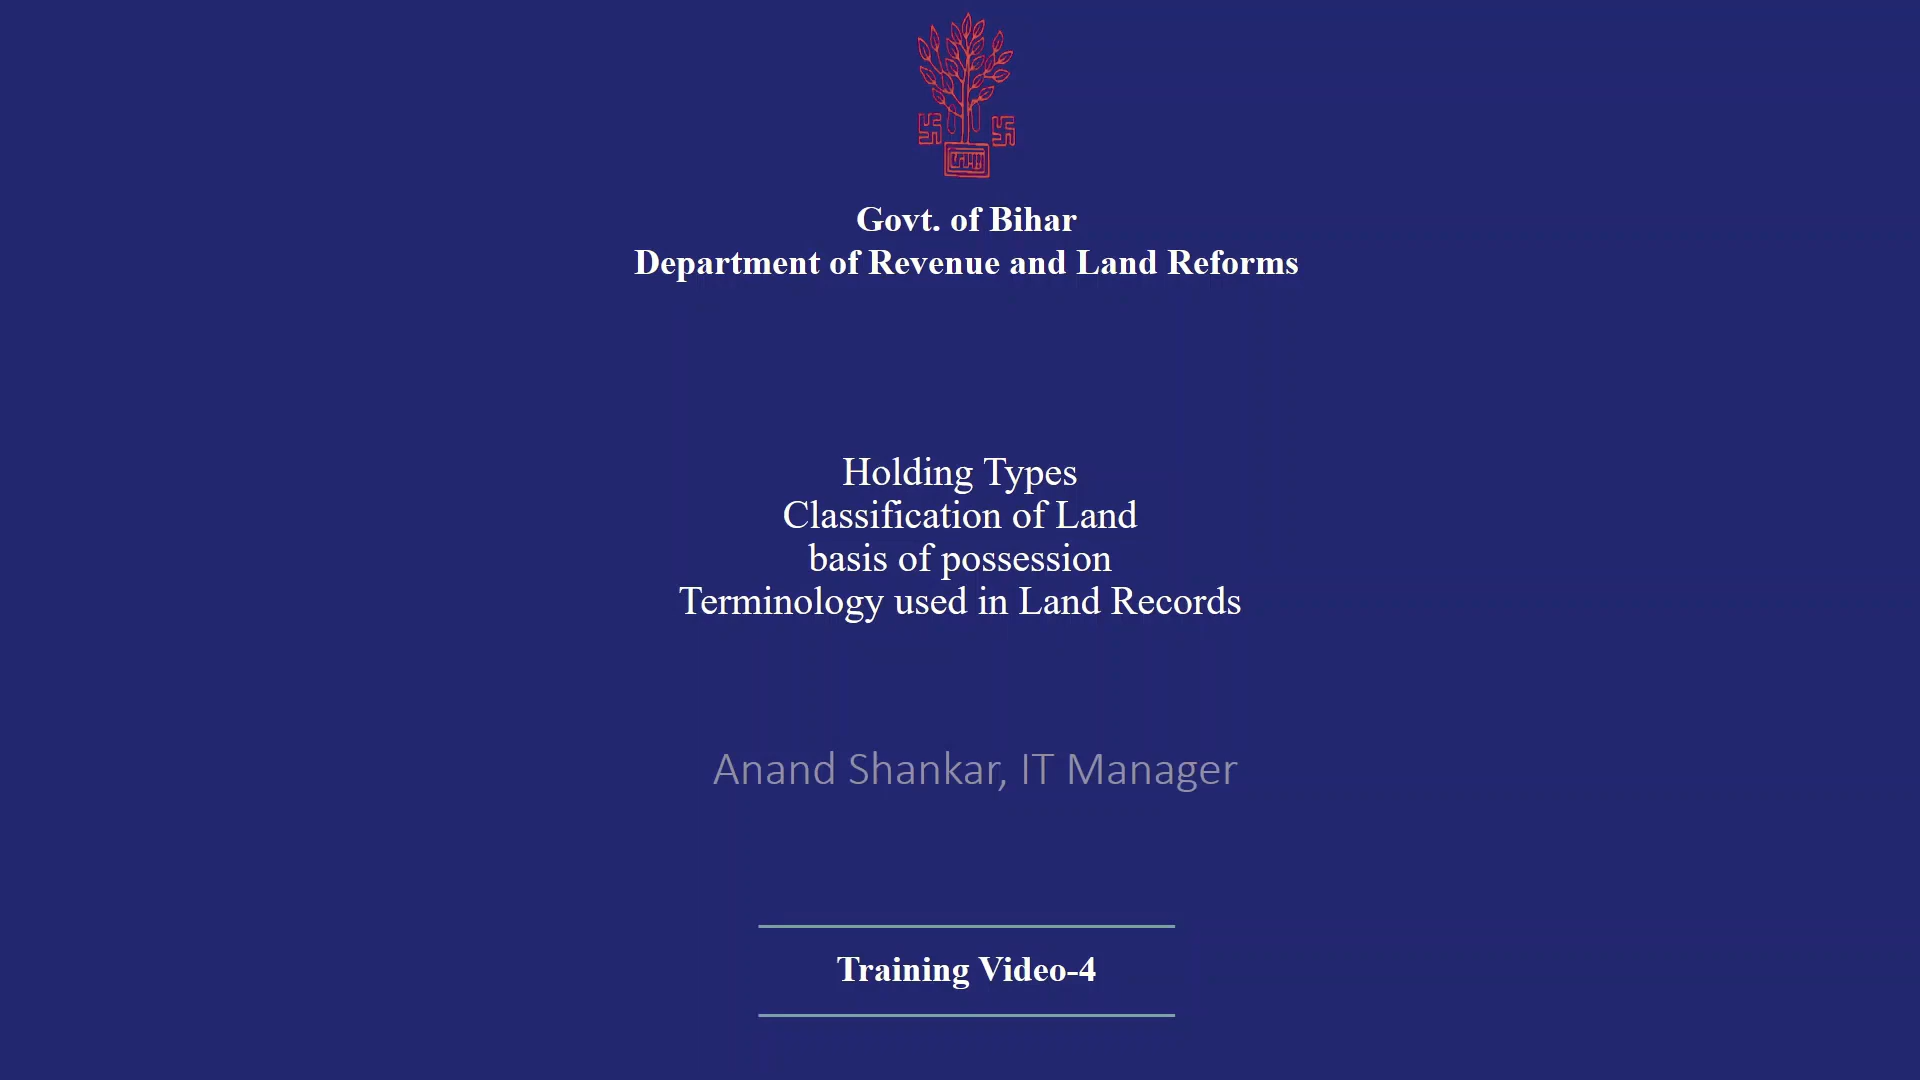 Govt. of Bihar
Department of Revenue and Land Reforms
Holding Types
Classification of Land
basis of possession
Terminology used in Land Records
Anand Shankar, IT Manager
Training Video-4